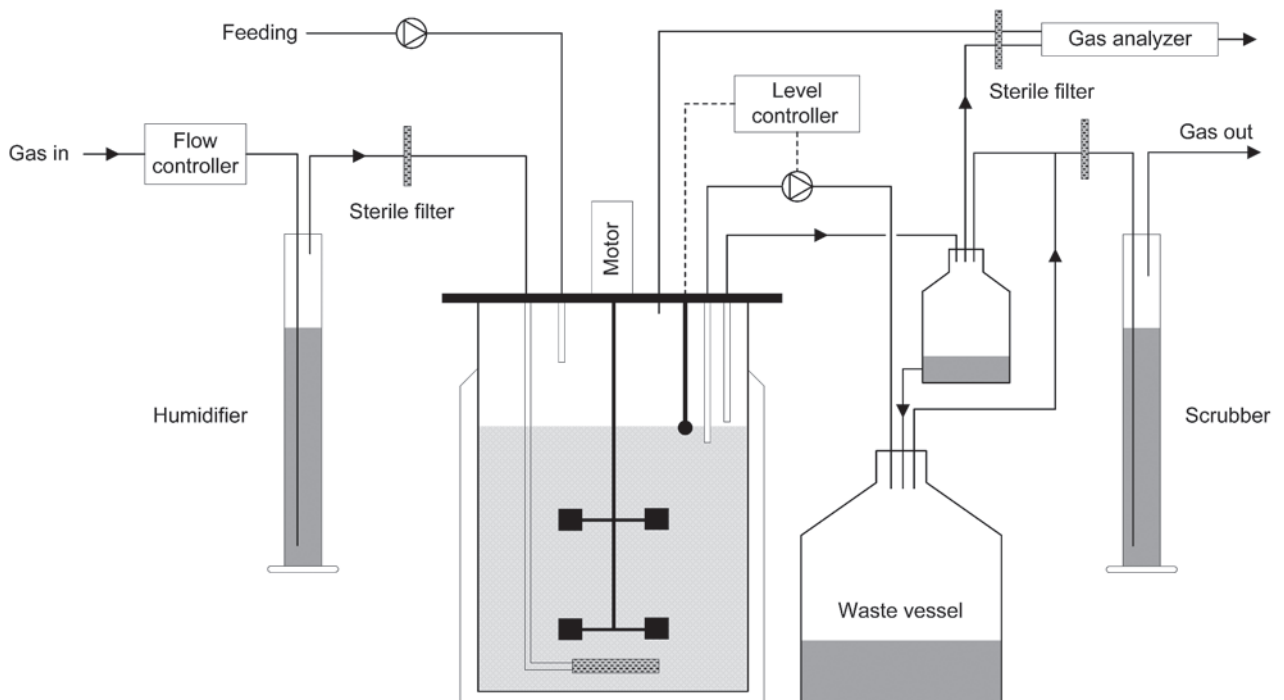 Feeding
Gas analyzer
Sterile filter
Level
controller
Gas out
Gas in
Flow
controller
Sterile filter
Motor
Humidifier
Scrubber
Waste vessel